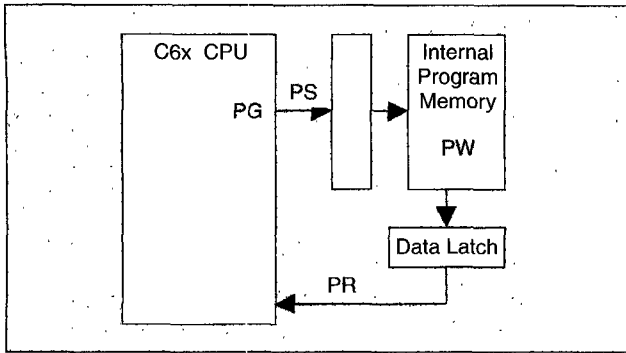 C6x CPU
PG
PS
Internal
Program
Memory
PW
Data Latch
PR